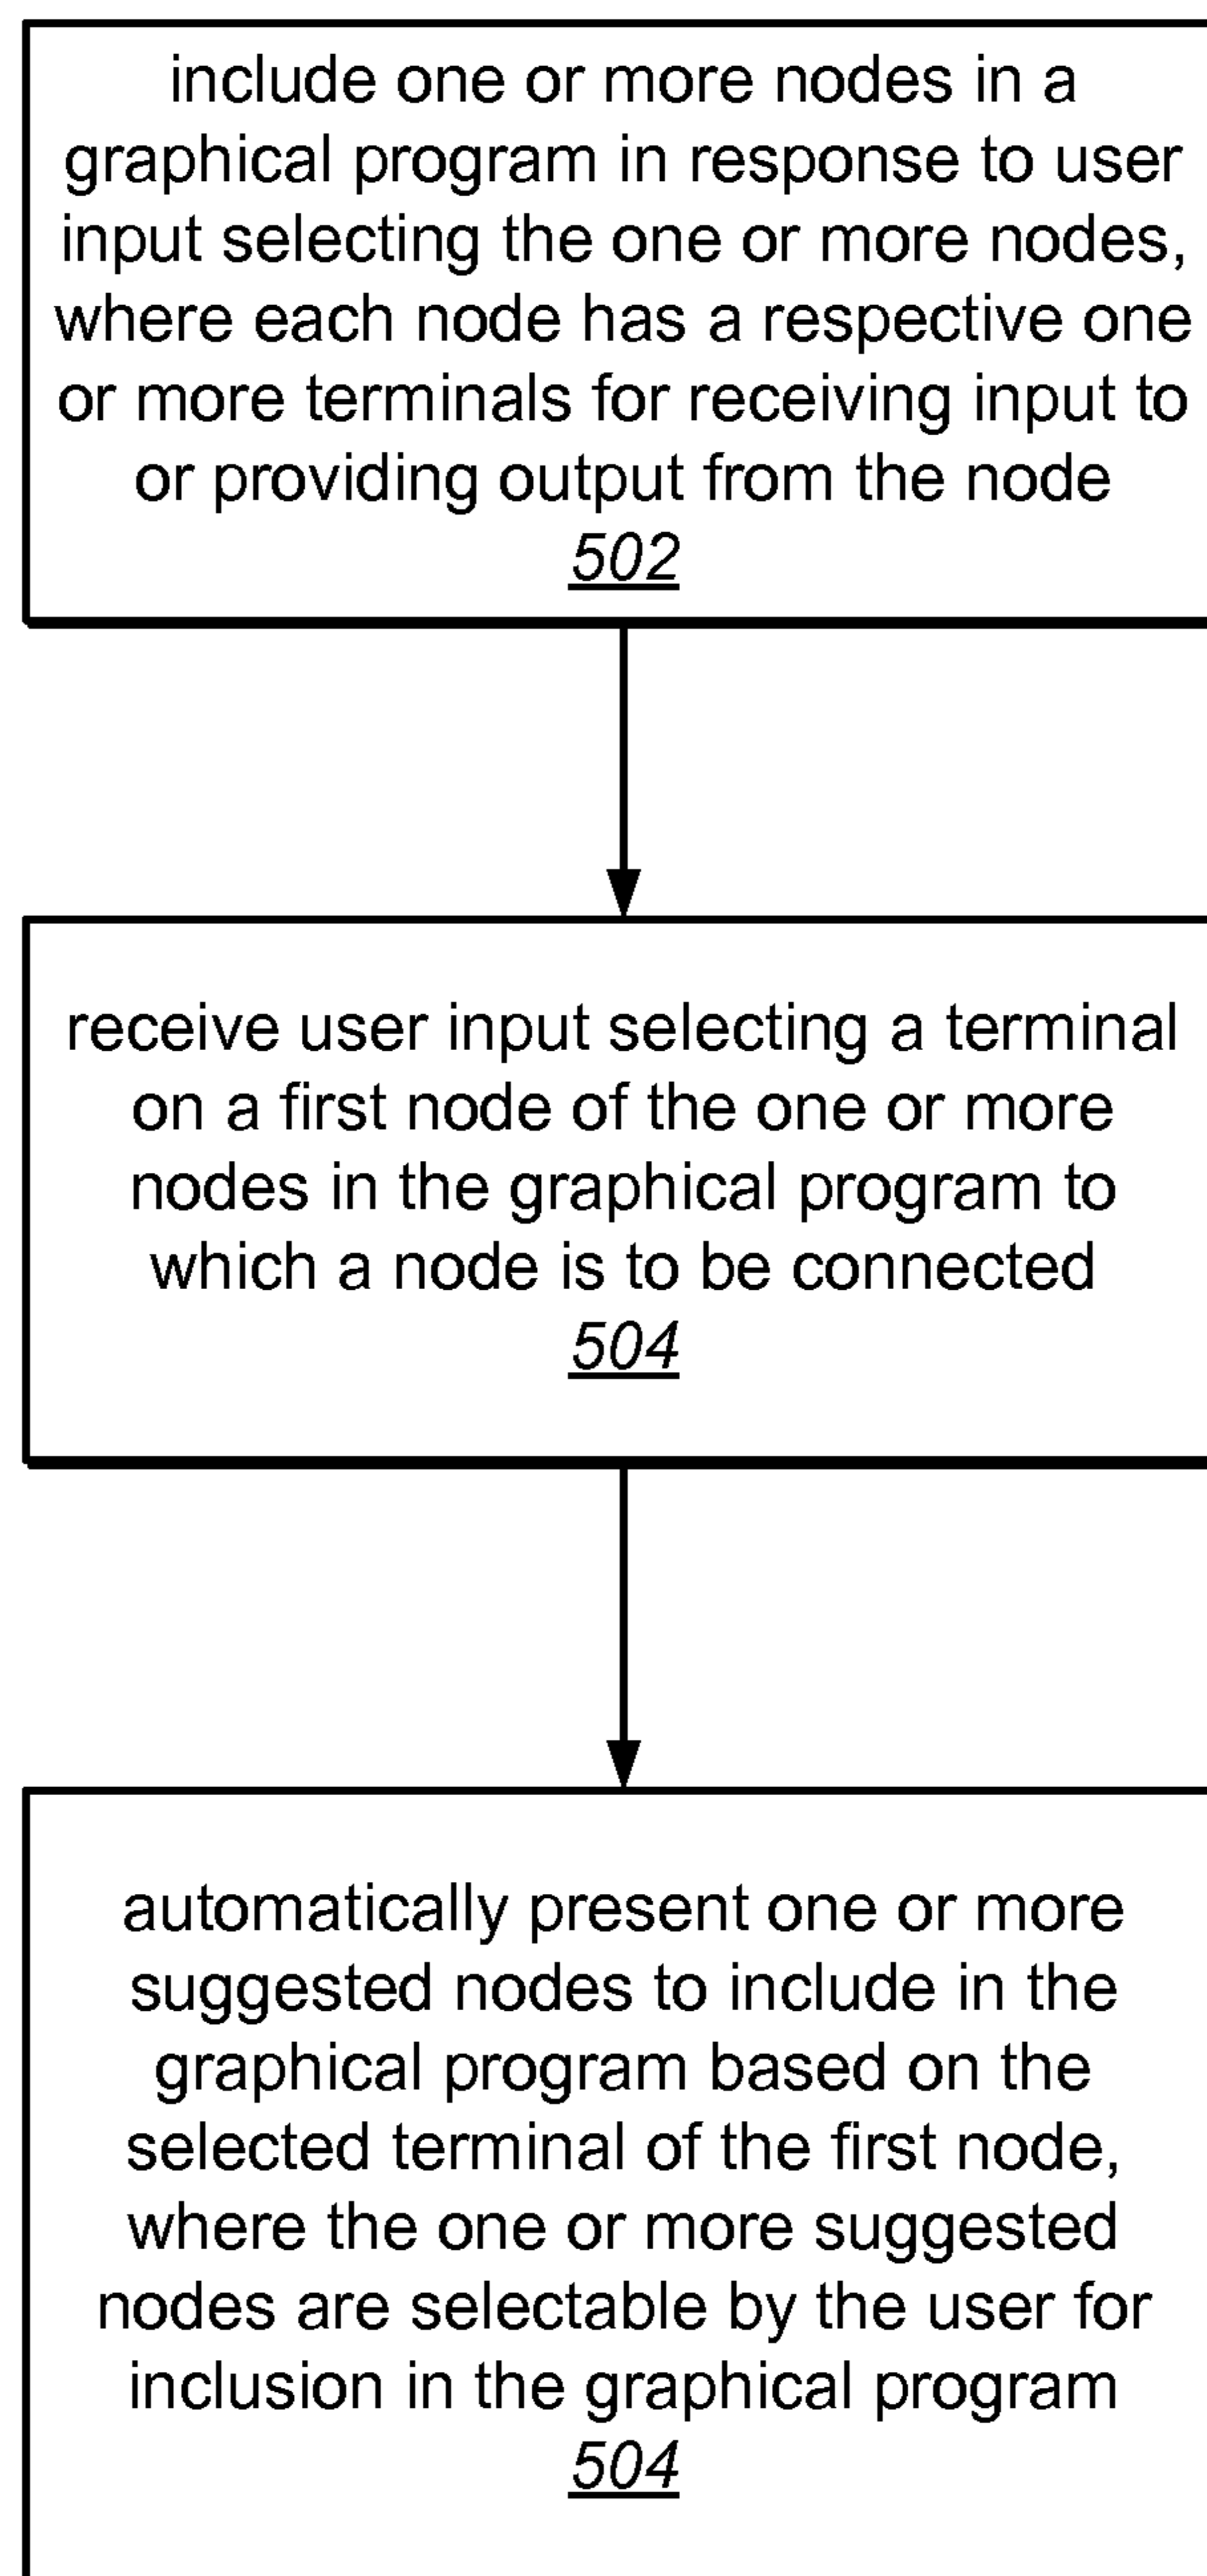 include one or more nodes in a
graphical program in response to user
input selecting the one or more nodes,
where each node has a respective one
or more terminals for receiving input to
or providing output from the node
502
receive user input selecting a terminal
on a first node of the one or more
nodes in the graphical program to
which a node is to be connected
504
automatically present one or more
suggested nodes to include in the
graphical program based on the
selected terminal of the first node,
where the one or more suggested
nodes are selectable by the user for
inclusion in the graphical program
504